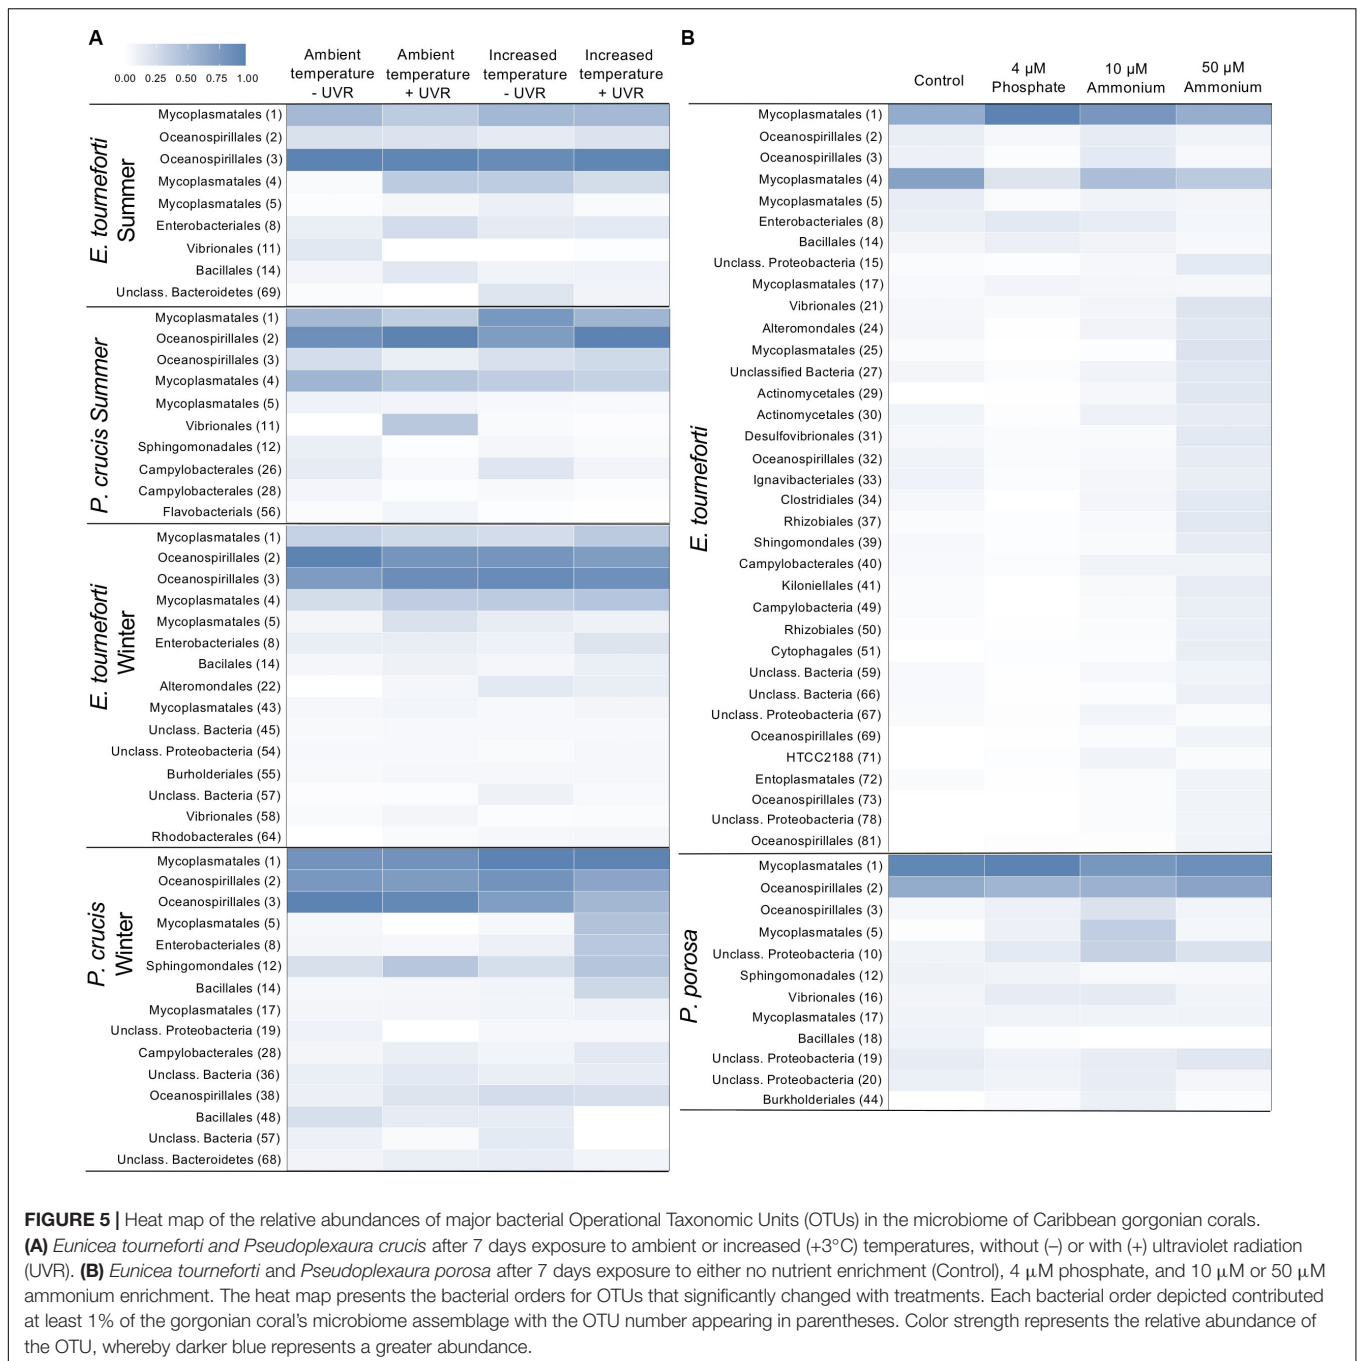 A
0.00 0.25 0.50 0.75 1.00
Ambient temperature - UVR
Ambient temperature + UVR
Increased temperature - UVR
Increased temperature + UVR
E. tourneforti Summer
Mycoplasmatales (1)
Oceanospirillales (2)
Oceanospirillales (3)
Mycoplasmatales (4)
Mycoplasmatales (5)
Enterobacteriales (8)
Vibrionales (11)
Bacillales (14)
Unclass. Bacteroidetes (69)
P. crucis Summer
Mycoplasmatales (1)
Oceanospirillales (2)
Oceanospirillales (3)
Mycoplasmatales (4)
Mycoplasmatales (5)
Vibrionales (11)
Sphingomonadales (12)
Campylobacterales (26)
Campylobacterales (28)
Flavobacterials (56)
E. tourneforti Winter
Mycoplasmatales (1)
Oceanospirillales (2)
Oceanospirillales (3)
Mycoplasmatales (4)
Mycoplasmatales (5)
Enterobacteriales (8)
Bacilales (14)
Alteromondales (22)
Mycoplasmatales (43)
Unclass. Bacteria (45)
Unclass. Proteobacteria (54)
Burholderiales (55)
Unclass. Bacteria (57)
Vibrionales (58)
Rhodobacterales (64)
P. crucis Winter
Mycoplasmatales (1)
Oceanospirillales (2)
Oceanospirillales (3)
Mycoplasmatales (5)
Enterobacteriales (8)
Sphingomondales (12)
Bacillales (14)
Mycoplasmatales (17)
Unclass. Proteobacteria (19)
Campylobacterales (28)
Unclass. Bacteria (36)
Oceanospirillales (38)
Bacillales (48)
Unclass. Bacteria (57)
Unclass. Bacteroidetes (68)
B
Control
4 µM Phosphate
10 µM Ammonium
50 µM Ammonium
E. tourneforti
Mycoplasmatales (1)
Oceanospirillales (2)
Oceanospirillales (3)
Mycoplasmatales (4)
Mycoplasmatales (5)
Enterobacteriales (8)
Bacillales (14)
Unclass. Proteobacteria (15)
Mycoplasmatales (17)
Vibrionales (21)
Alteromondales (24)
Mycoplasmatales (25)
Unclassified Bacteria (27)
Actinomycetales (29)
Actinomycetales (30)
Desulfovibrionales (31)
Oceanospirillales (32)
Ignavibacteriales (33)
Clostridiales (34)
Rhizobiales (37)
Shingomondales (39)
Campylobacterales (40)
Kiloniellales (41)
Campylobacteria (49)
Rhizobiales (50)
Cytophagales (51)
Unclass. Bacteria (59)
Unclass. Bacteria (66)
Unclass. Proteobacteria (67)
Oceanospirillales (69)
HTCC2188 (71)
Entoplasmatales (72)
Oceanospirillales (73)
Unclass. Proteobacteria (78)
Oceanospirillales (81)
P. porosa
Mycoplasmatales (1)
Oceanospirillales (2)
Oceanospirillales (3)
Mycoplasmatales (5)
Unclass. Proteobacteria (10)
Sphingomonadales (12)
Vibrionales (16)
Mycoplasmatales (17)
Bacillales (18)
Unclass. Proteobacteria (19)
Unclass. Proteobacteria (20)
Burkholderiales (44)
FIGURE 5 | Heat map of the relative abundances of major bacterial Operational Taxonomic Units (OTUs) in the microbiome of Caribbean gorgonian corals.
(A) Eunicea tourneforti and Pseudoplexaura crucis after 7 days exposure to ambient or increased (+3°C) temperatures, without (–) or with (+) ultraviolet radiation
(UVR). (B) Eunicea tourneforti and Pseudoplexaura porosa after 7 days exposure to either no nutrient enrichment (Control), 4 µM phosphate, and 10 µM or 50 µM
ammonium enrichment. The heat map presents the bacterial orders for OTUs that significantly changed with treatments. Each bacterial order depicted contributed
at least 1% of the gorgonian coral's microbiome assemblage with the OTU number appearing in parentheses. Color strength represents the relative abundance of
the OTU, whereby darker blue represents a greater abundance.